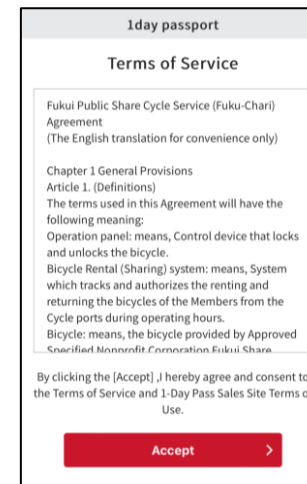 1day passport
Terms of Service
Fukui Public Share Cycle Service (Fuku-Chari)
Agreement
(The English translation for convenience only)
Chapter 1 General Provisions
Article 1. (Definitions)
The terms used in this Agreement will have the
following meaning:
Operation panel: means, Control device that locks
and unlocks the bicycle.
Bicycle Rental (Sharing) system: means, System
which tracks and authorizes the renting and
returning the bicycles of the Members from the
Cycle ports during operating hours.
Bicycle: means, the bicycle provided by Approved
Specified Nonprofit Corporation Fukui Share
By clicking the [Accept] ,I hereby agree and consent to
the Terms of Service and 1-Day Pass Sales Site Terms
Use.
Accept